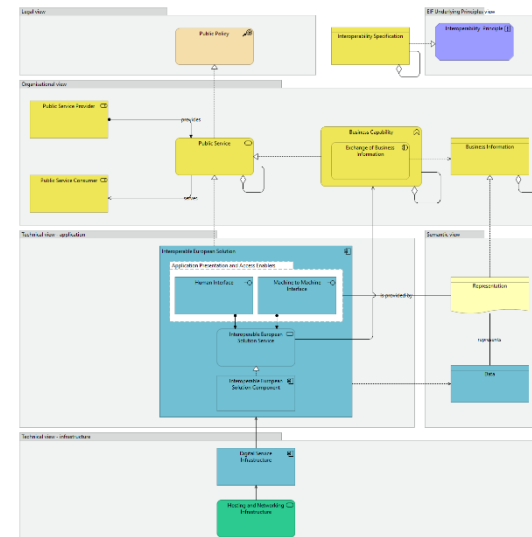 Legal view
Public Policy
Interoperability Specification
EIF Underlying Principles view
Interoperability Principle
Organisational view
Public Service Provider
provides
Public Service
Business Capability
Exchange of Business
Information
Business Information
Public Service Consumer
serves
Technical view - application
Semantic view
Interoperable European Solution
Application Presentation and Access Enablers
Human Interface
Machine to Machine
Interface
is provided by
Representation
Interoperable European
Solution Service
represents
Interoperable European
Solution Component
Data
Technical view - infrastructure
Digital Service
Infrastructure
Hosting and Networking
Infrastructure